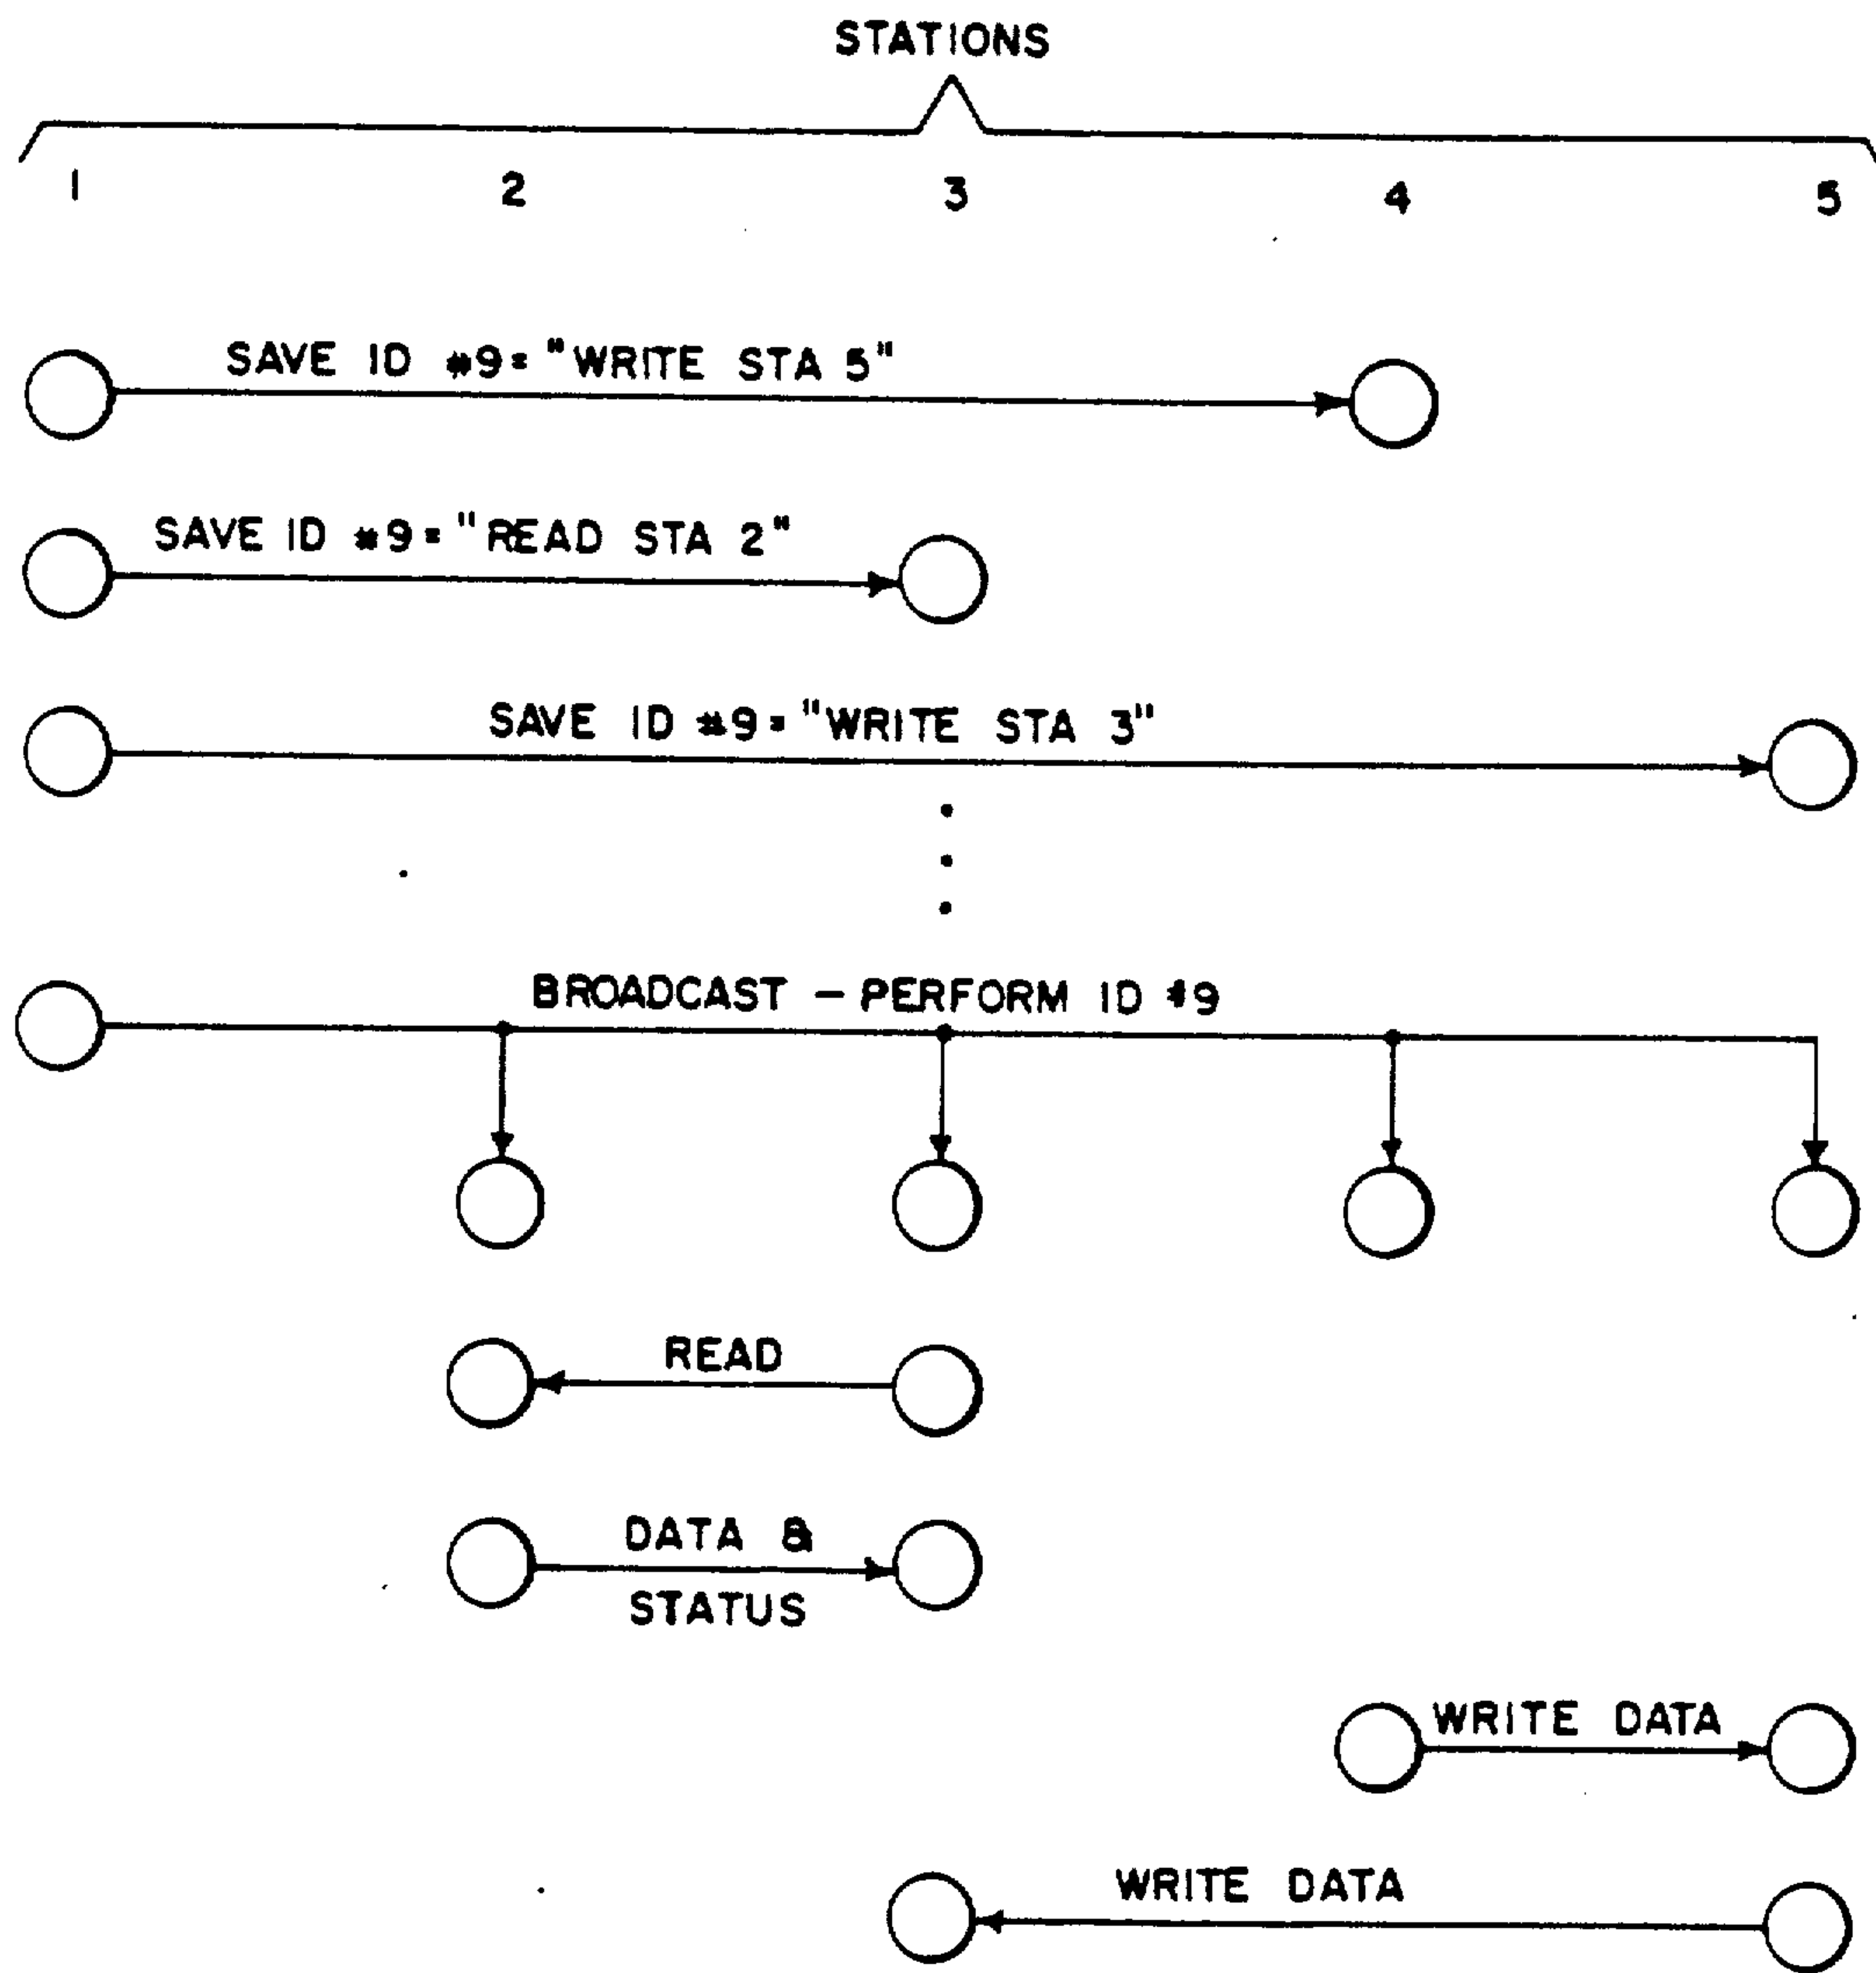 STATIONS
1 2 3 4 5
SAVE ID #9="WRITE STA 5"
SAVE ID #9="READ STA 2"
SAVE ID #9="WRITE STA 3"
BROADCAST – PERFORM ID #9
READ
DATA &
STATUS
WRITE DATA
WRITE DATA